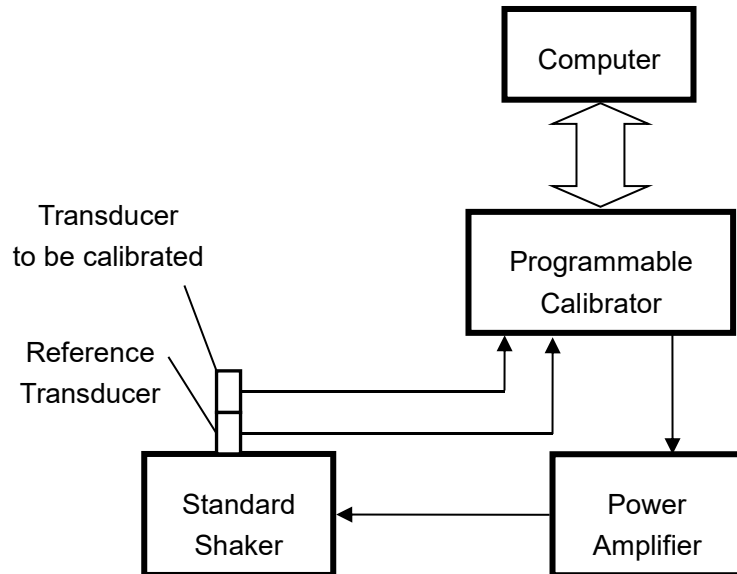 Computer
Transducer
to be calibrated
Programmable
Calibrator
Reference
Transducer
Standard
Shaker
Power
Amplifier